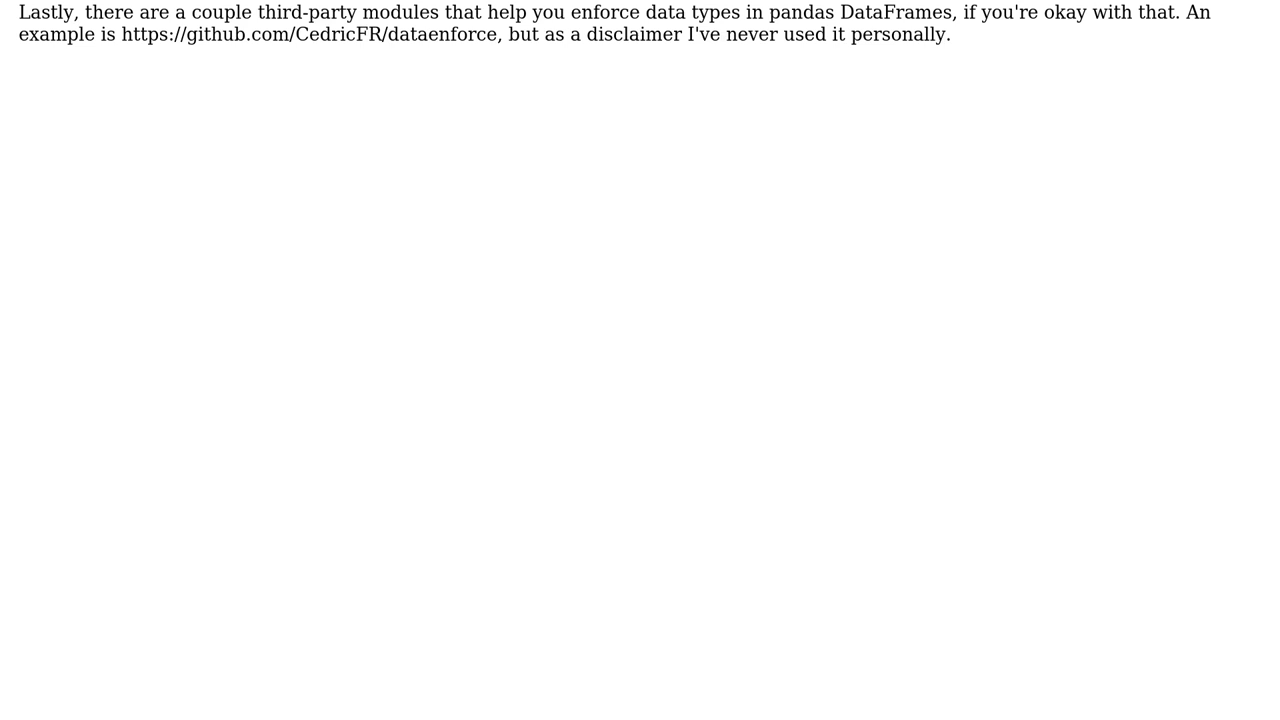 Lastly, there are a couple third-party modules that help you enforce data types in pandas DataFrames, if you're okay with that. An
example is https://github.com/CedricFR/dataenforce, but as a disclaimer I've never used it personally.